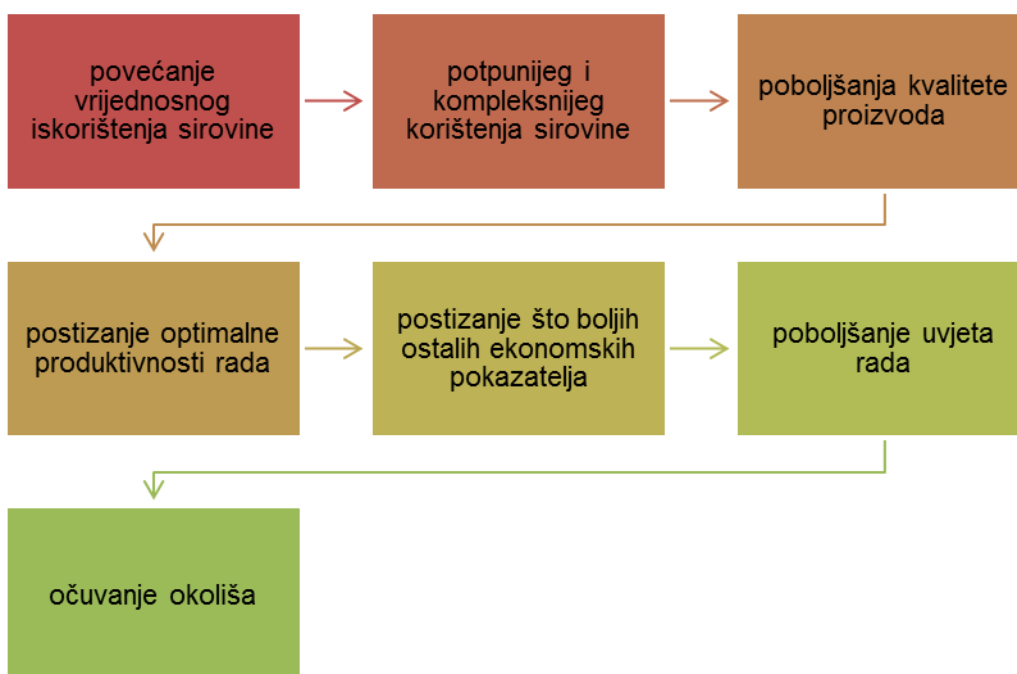 povećanje
vrijednosnog
iskorištenja sirovine
potpunijeg i
kompleksnijeg
korištenja sirovine
poboljšanja kvalitete
proizvoda
postizanje optimalne
produktivnosti rada
postizanje što boljih
ostalih ekonomskih
pokazatelja
poboljšanje uvjeta
rada
očuvanje okoliša